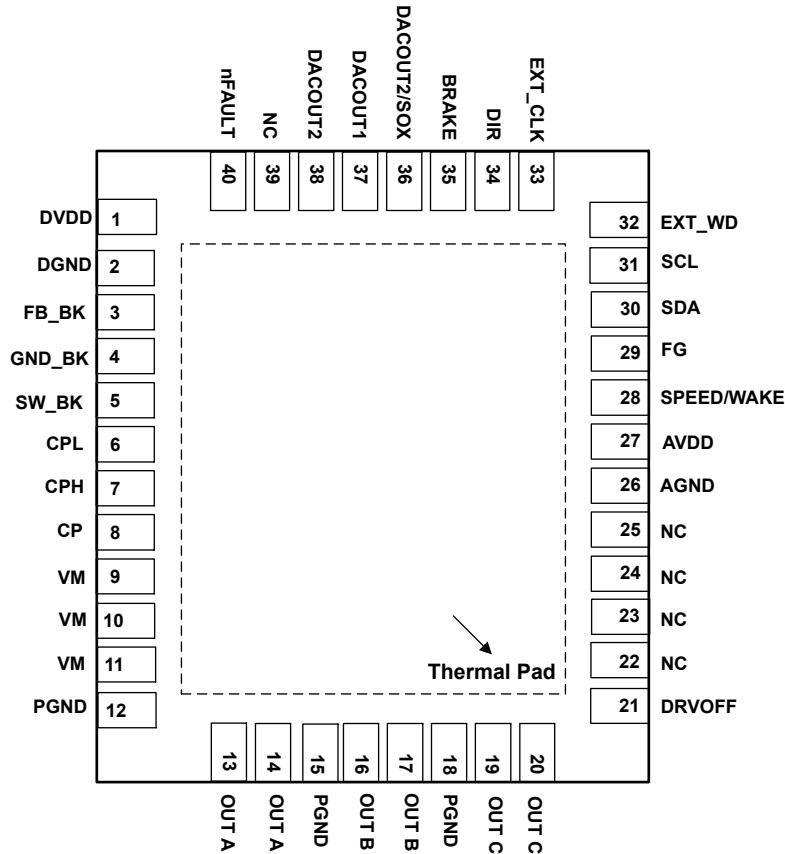 nFAULT
NC
DACOUT2
DACOUT1
DACOUT2/SOX
BRAKE
DIR
EXT_CLK
40
39
38
37
36
35
34
33
DVDD 1
DGND 2
FB_BK 3
GND_BK 4
SW_BK 5
CPL 6
CPH 7
CP 8
VM 9
VM 10
VM 11
PGND 12
32 EXT_WD
31 SCL
30 SDA
29 FG
28 SPEED/WAKE
27 AVDD
26 AGND
25 NC
24 NC
23 NC
22 NC
21 DRVOFF
Thermal Pad
13
14
15
16
17
18
19
20
OUT A
OUT A
PGND
OUT B
OUT B
PGND
OUT C
OUT C